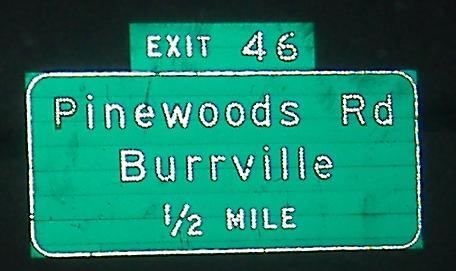 EXIT 46
Pinewoods Rd
Burrville
1/2 MILE